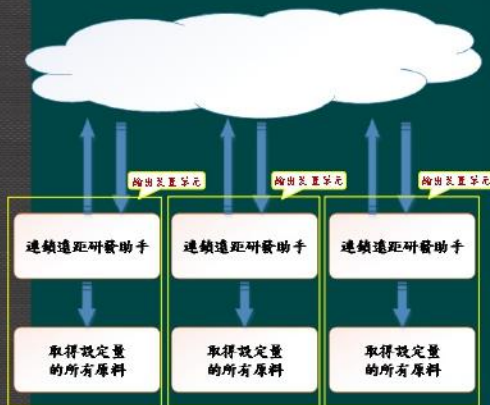 輸出裝置單元
輸出裝置單元
輸出裝置單元
連鎖遠距研發助手
連鎖遠距研發助手
連鎖遠距研發助手
取得設定量
的所有原料
取得設定量
的所有原料
取得設定量
的所有原料